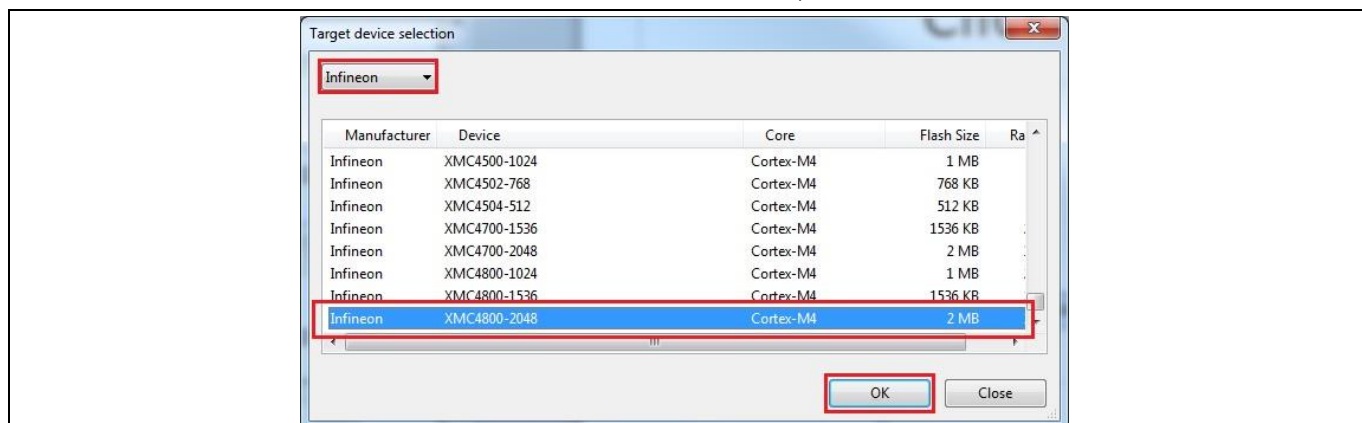 Target device selection
Infineon
Manufacturer Device Core Flash Size Ra
Infineon XMC4500-1024 Cortex-M4 1 MB
Infineon XMC4502-768 Cortex-M4 768 KB
Infineon XMC4504-512 Cortex-M4 512 KB
Infineon XMC4700-1536 Cortex-M4 1536 KB
Infineon XMC4700-2048 Cortex-M4 2 MB
Infineon XMC4800-1024 Cortex-M4 1 MB
Infineon XMC4800-1536 Cortex-M4 1536 KB
Infineon XMC4800-2048 Cortex-M4 2 MB
OK Close